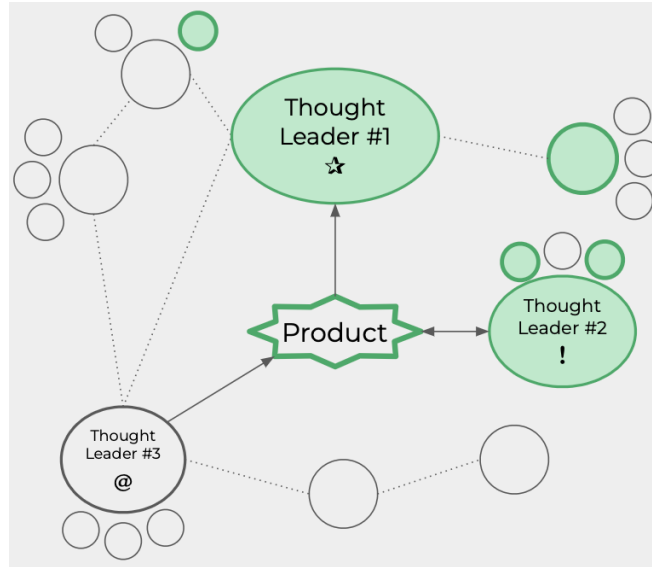 Thought
Leader #1
✰
Product
Thought
Leader #2
!
Thought
Leader #3
@